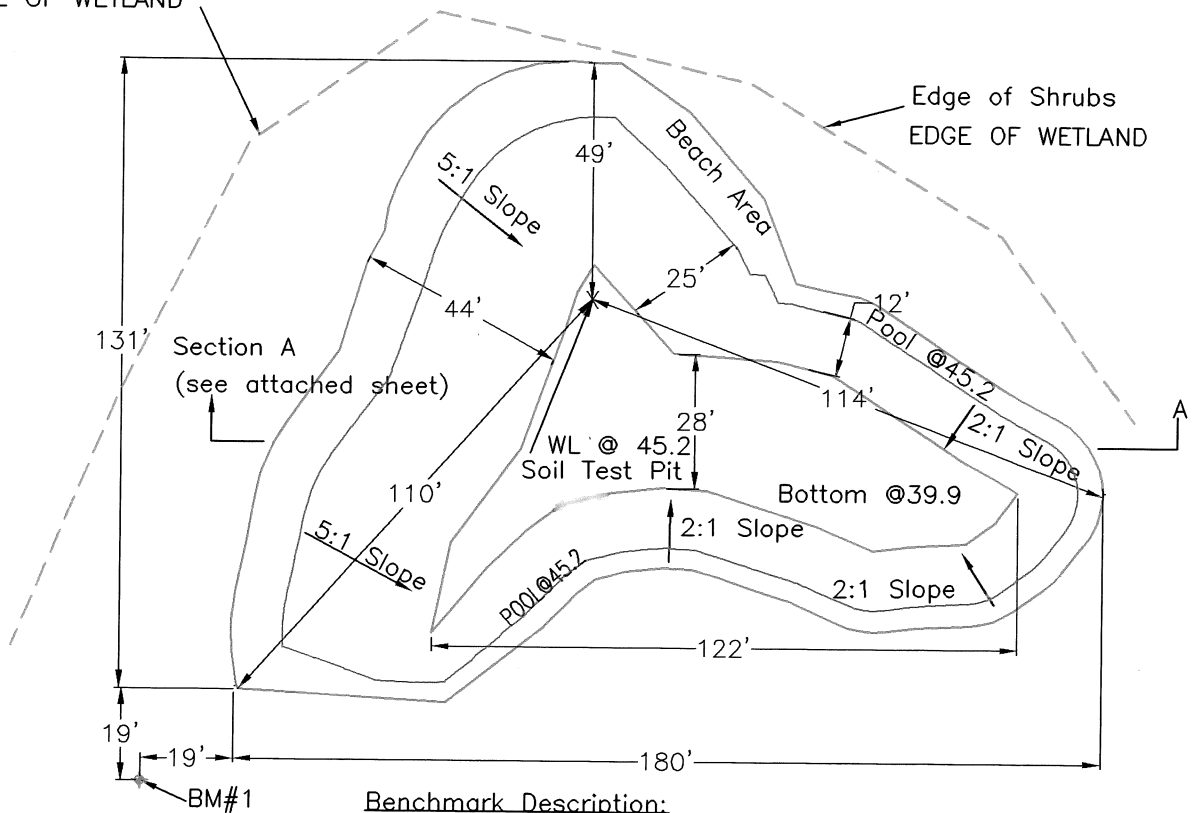 E OF WETLAND
Edge of Shrubs
EDGE OF WETLAND
Beach Area
49'
5:1 Slope
25'
44'
12'
131'
Section A
(see attached sheet)
Pool @45.2
114'
A
28'
2:1 Slope
WL @ 45.2
Soil Test Pit
110'
Bottom @39.9
2:1 Slope
5:1 Slope
POOL@45.2
2:1 Slope
122'
19'
19'
180'
BM#1
Benchmark Description: